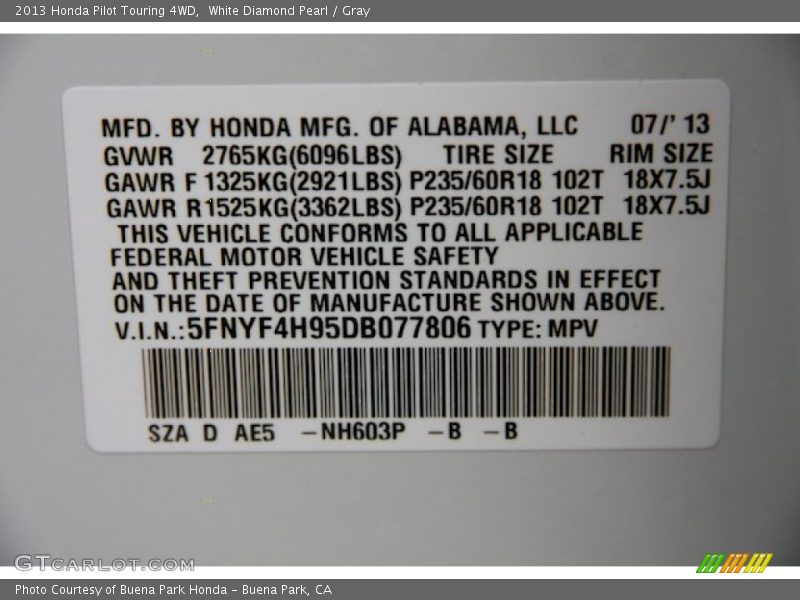 2013 Honda Pilot Touring 4WD,  White Diamond Pearl / Gray
MFD. BY HONDA MFG. OF ALABAMA, LLC 07/' 13
GVWR 2765KG(6096LBS) TIRE SIZE RIM SIZE
GAWR F 1325KG(2921LBS) P235/60R18 102T 18X7.5J
GAWR R1525KG(3362LBS) P235/60R18 102T 18X7.5J
THIS VEHICLE CONFORMS TO ALL APPLICABLE
FEDERAL MOTOR VEHICLE SAFETY
AND THEFT PREVENTION STANDARDS IN EFFECT
ON THE DATE OF MANUFACTURE SHOWN ABOVE.
V.I.N.:5FNYF4H95DB077806 TYPE: MPV
SZA D AE5 –NH603P –B –B
GTCARLOT.COM
Photo Courtesy of Buena Park Honda – Buena Park, CA